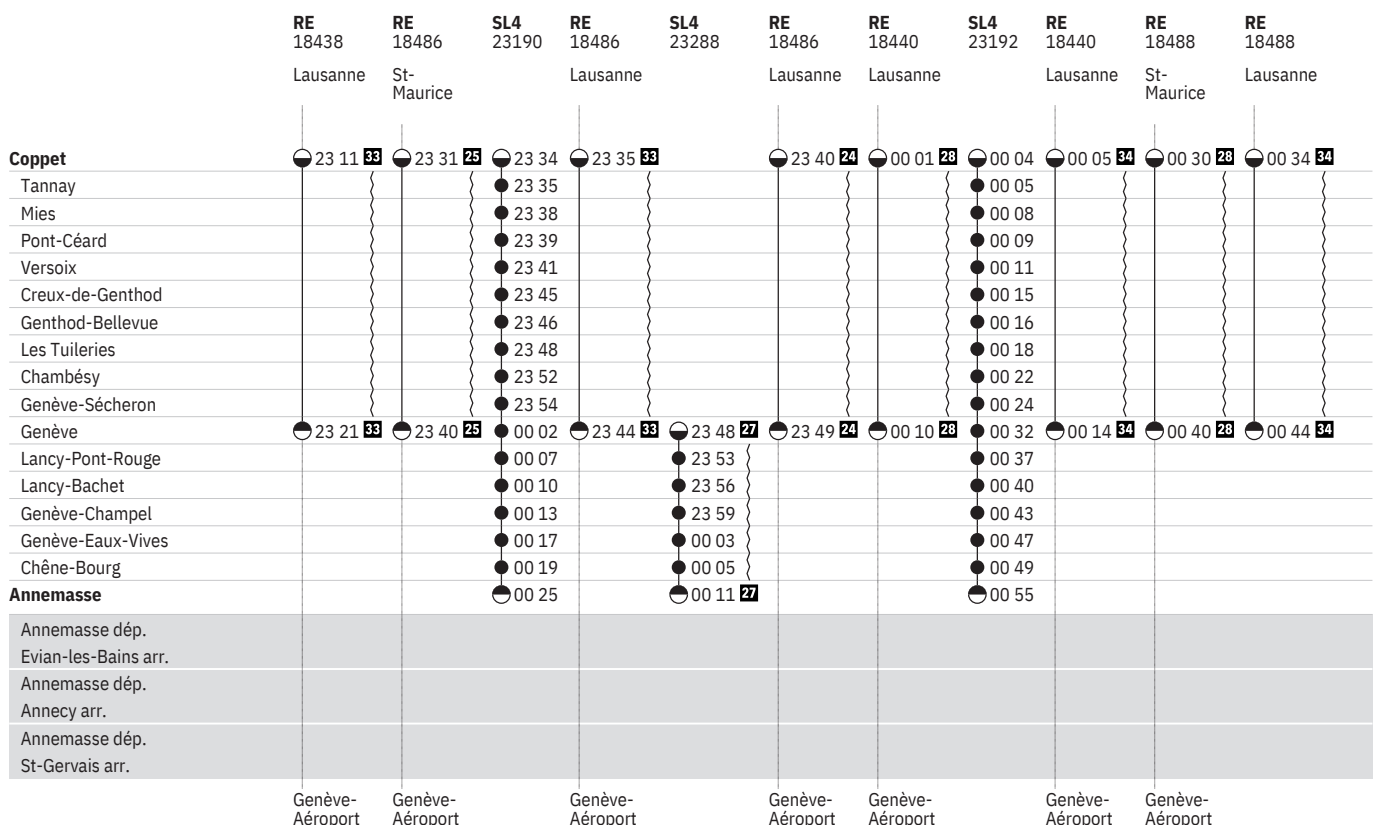 RE RE SL4 RE SL4 RE RE SL4 RE RE RE
18438 18486 23190 18486 23288 18486 18440 23192 18440 18488 18488
Lausanne St- Lausanne Lausanne Lausanne Lausanne St- Lausanne
Maurice Maurice
Coppet 23 11 33 23 31 25 23 34 23 35 33 23 40 24 00 01 28 00 04 00 05 34 00 30 28 00 34 34
Tannay 23 35 00 05
Mies 23 38 00 08
Pont-Céard 23 39 00 09
Versoix 23 41 00 11
Creux-de-Genthod 23 45 00 15
Genthod-Bellevue 23 46 00 16
Les Tuileries 23 48 00 18
Chambésy 23 52 00 22
Genève-Sécheron 23 54 00 24
Genève 23 21 33 23 40 25 00 02 23 44 33 23 48 27 23 49 24 00 10 28 00 32 00 14 34 00 40 28 00 44 34
Lancy-Pont-Rouge 00 07 23 53 00 37
Lancy-Bachet 00 10 23 56 00 40
Genève-Champel 00 13 23 59 00 43
Genève-Eaux-Vives 00 17 00 03 00 47
Chêne-Bourg 00 19 00 05 00 49
Annemasse 00 25 00 11 27 00 55
Annemasse dép.
Evian-les-Bains arr.
Annemasse dép.
Annecy arr.
Annemasse dép.
St-Gervais arr.
Genève- Genève- Genève- Genève- Genève- Genève- Genève-
Aéroport Aéroport Aéroport Aéroport Aéroport Aéroport Aéroport